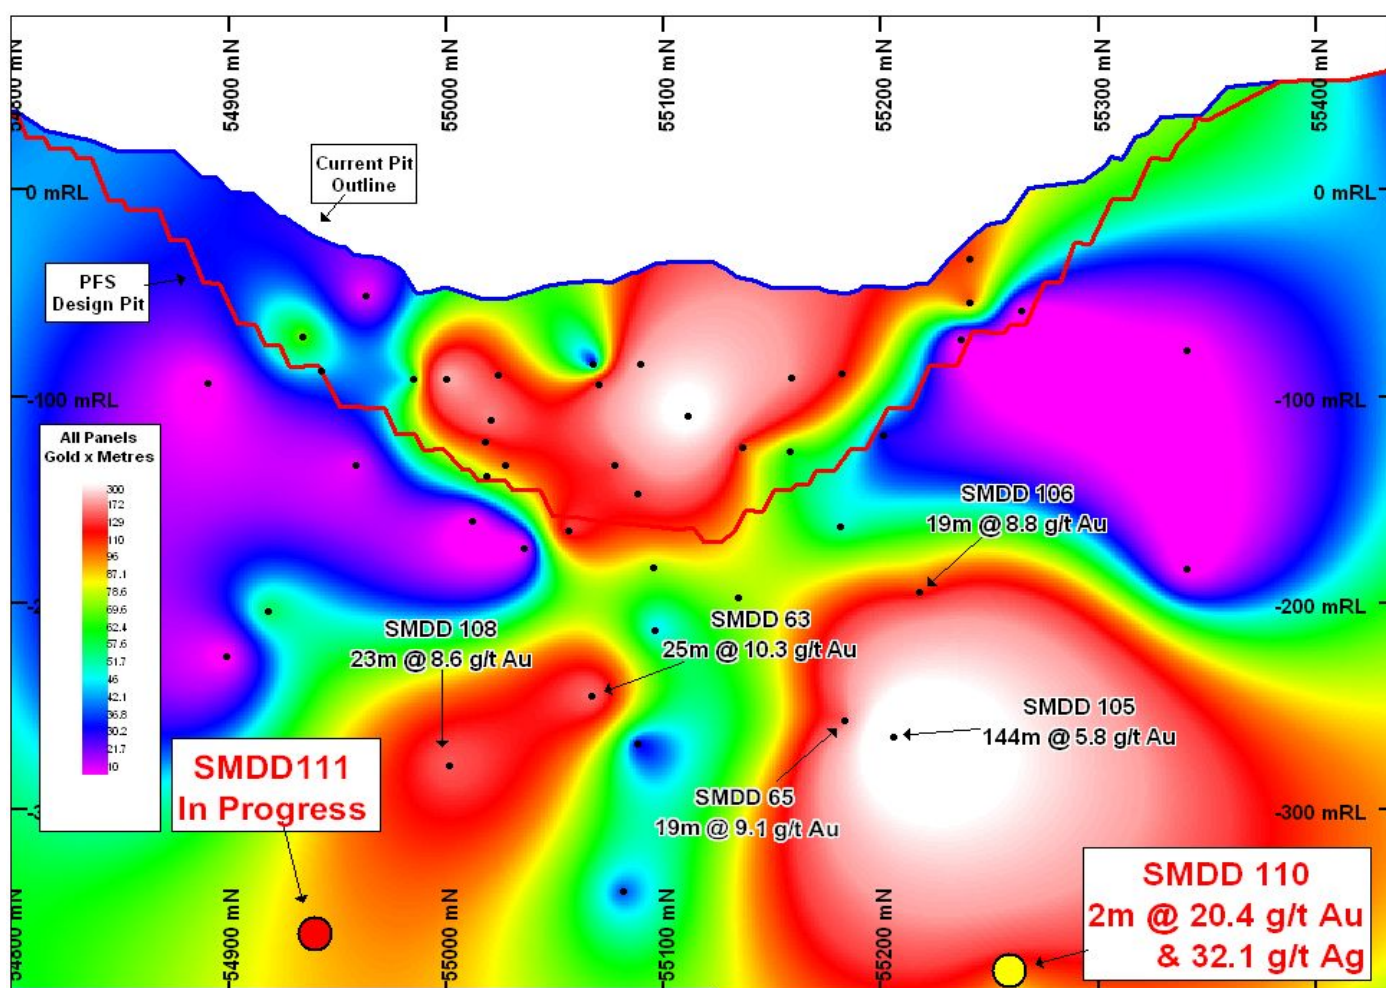 54800 mN
54900 mN
55000 mN
55100 mN
55200 mN
55300 mN
55400 mN
Current Pit
Outline
0 mRL
0 mRL
PFS
Design Pit
-100 mRL
-100 mRL
All Panels
Gold x Metres
300
172
129
110
96
87.1
78.6
69.6
62.4
57.6
51.7
46
42.1
36.8
30.2
21.7
10
SMDD 106
19m @ 8.8 g/t Au
-2
-200 mRL
SMDD 108
23m @ 8.6 g/t Au
SMDD 63
25m @ 10.3 g/t Au
SMDD 105
144m @ 5.8 g/t Au
SMDD111
In Progress
SMDD 65
19m @ 9.1 g/t Au
-300 mRL
SMDD 110
2m @ 20.4 g/t Au
& 32.1 g/t Ag
54800 mN
54900 mN
55000 mN
55100 mN
55200 mN